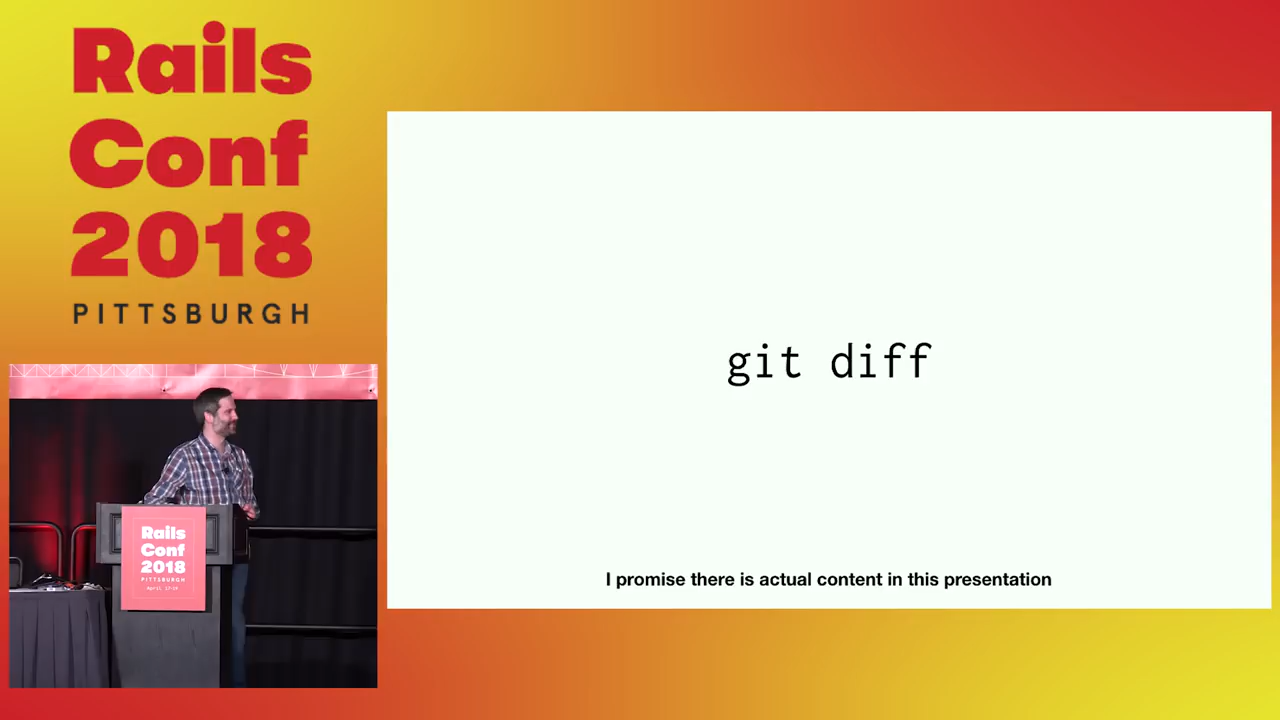 Rails
Conf
2018
PITTSBURGH
git diff
I promise there is actual content in this presentation
Rails
Conf
2018
PITTSBURGH